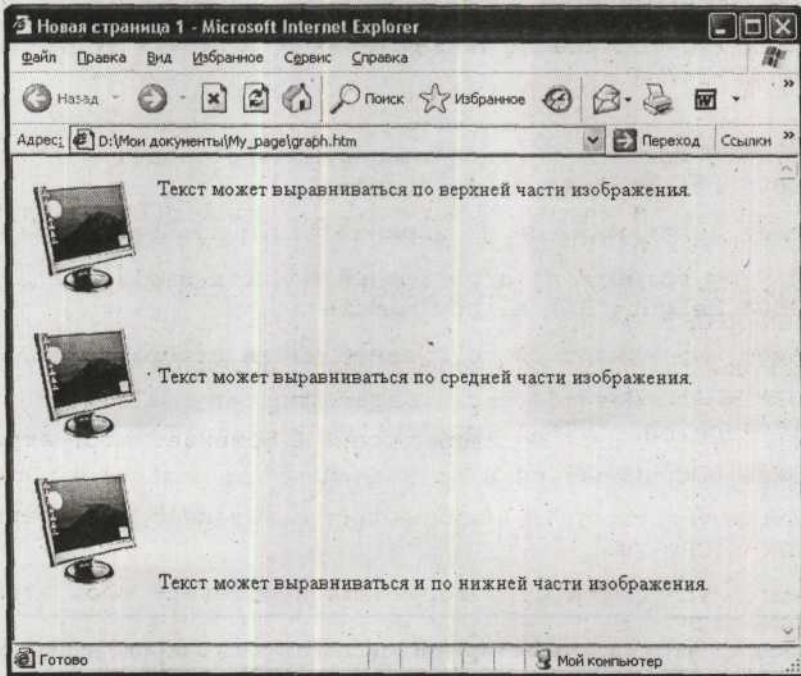 Новая страница 1 - Microsoft Internet Explorer
Файл Правка Вид Избранное Сервис Справка
Назад Поиск Избранное »
Адрес: D:\Мои документы\My_page\graph.htm Переход Ссылки »
Текст может выравниваться по верхней части изображения.
Текст может выравниваться по средней части изображения.
Текст может выравниваться и по нижней части изображения.
Готово Мой компьютер